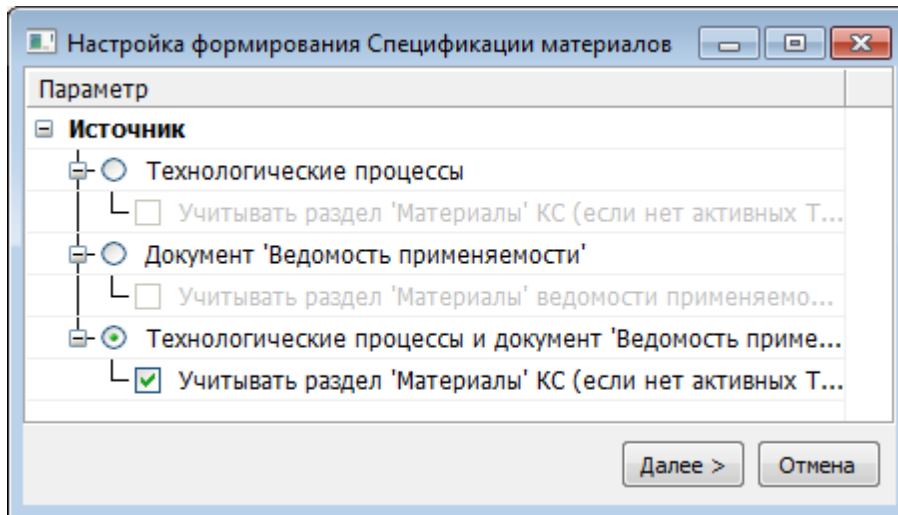 Настройка формирования Спецификации материалов
Параметр
Источник
Технологические процессы
Учитывать раздел 'Материалы' КС (если нет активных Т...
Документ 'Ведомость применяемости'
Учитывать раздел 'Материалы' ведомости применяемо...
Технологические процессы и документ 'Ведомость приме...
Учитывать раздел 'Материалы' КС (если нет активных Т...
Далее >
Отмена